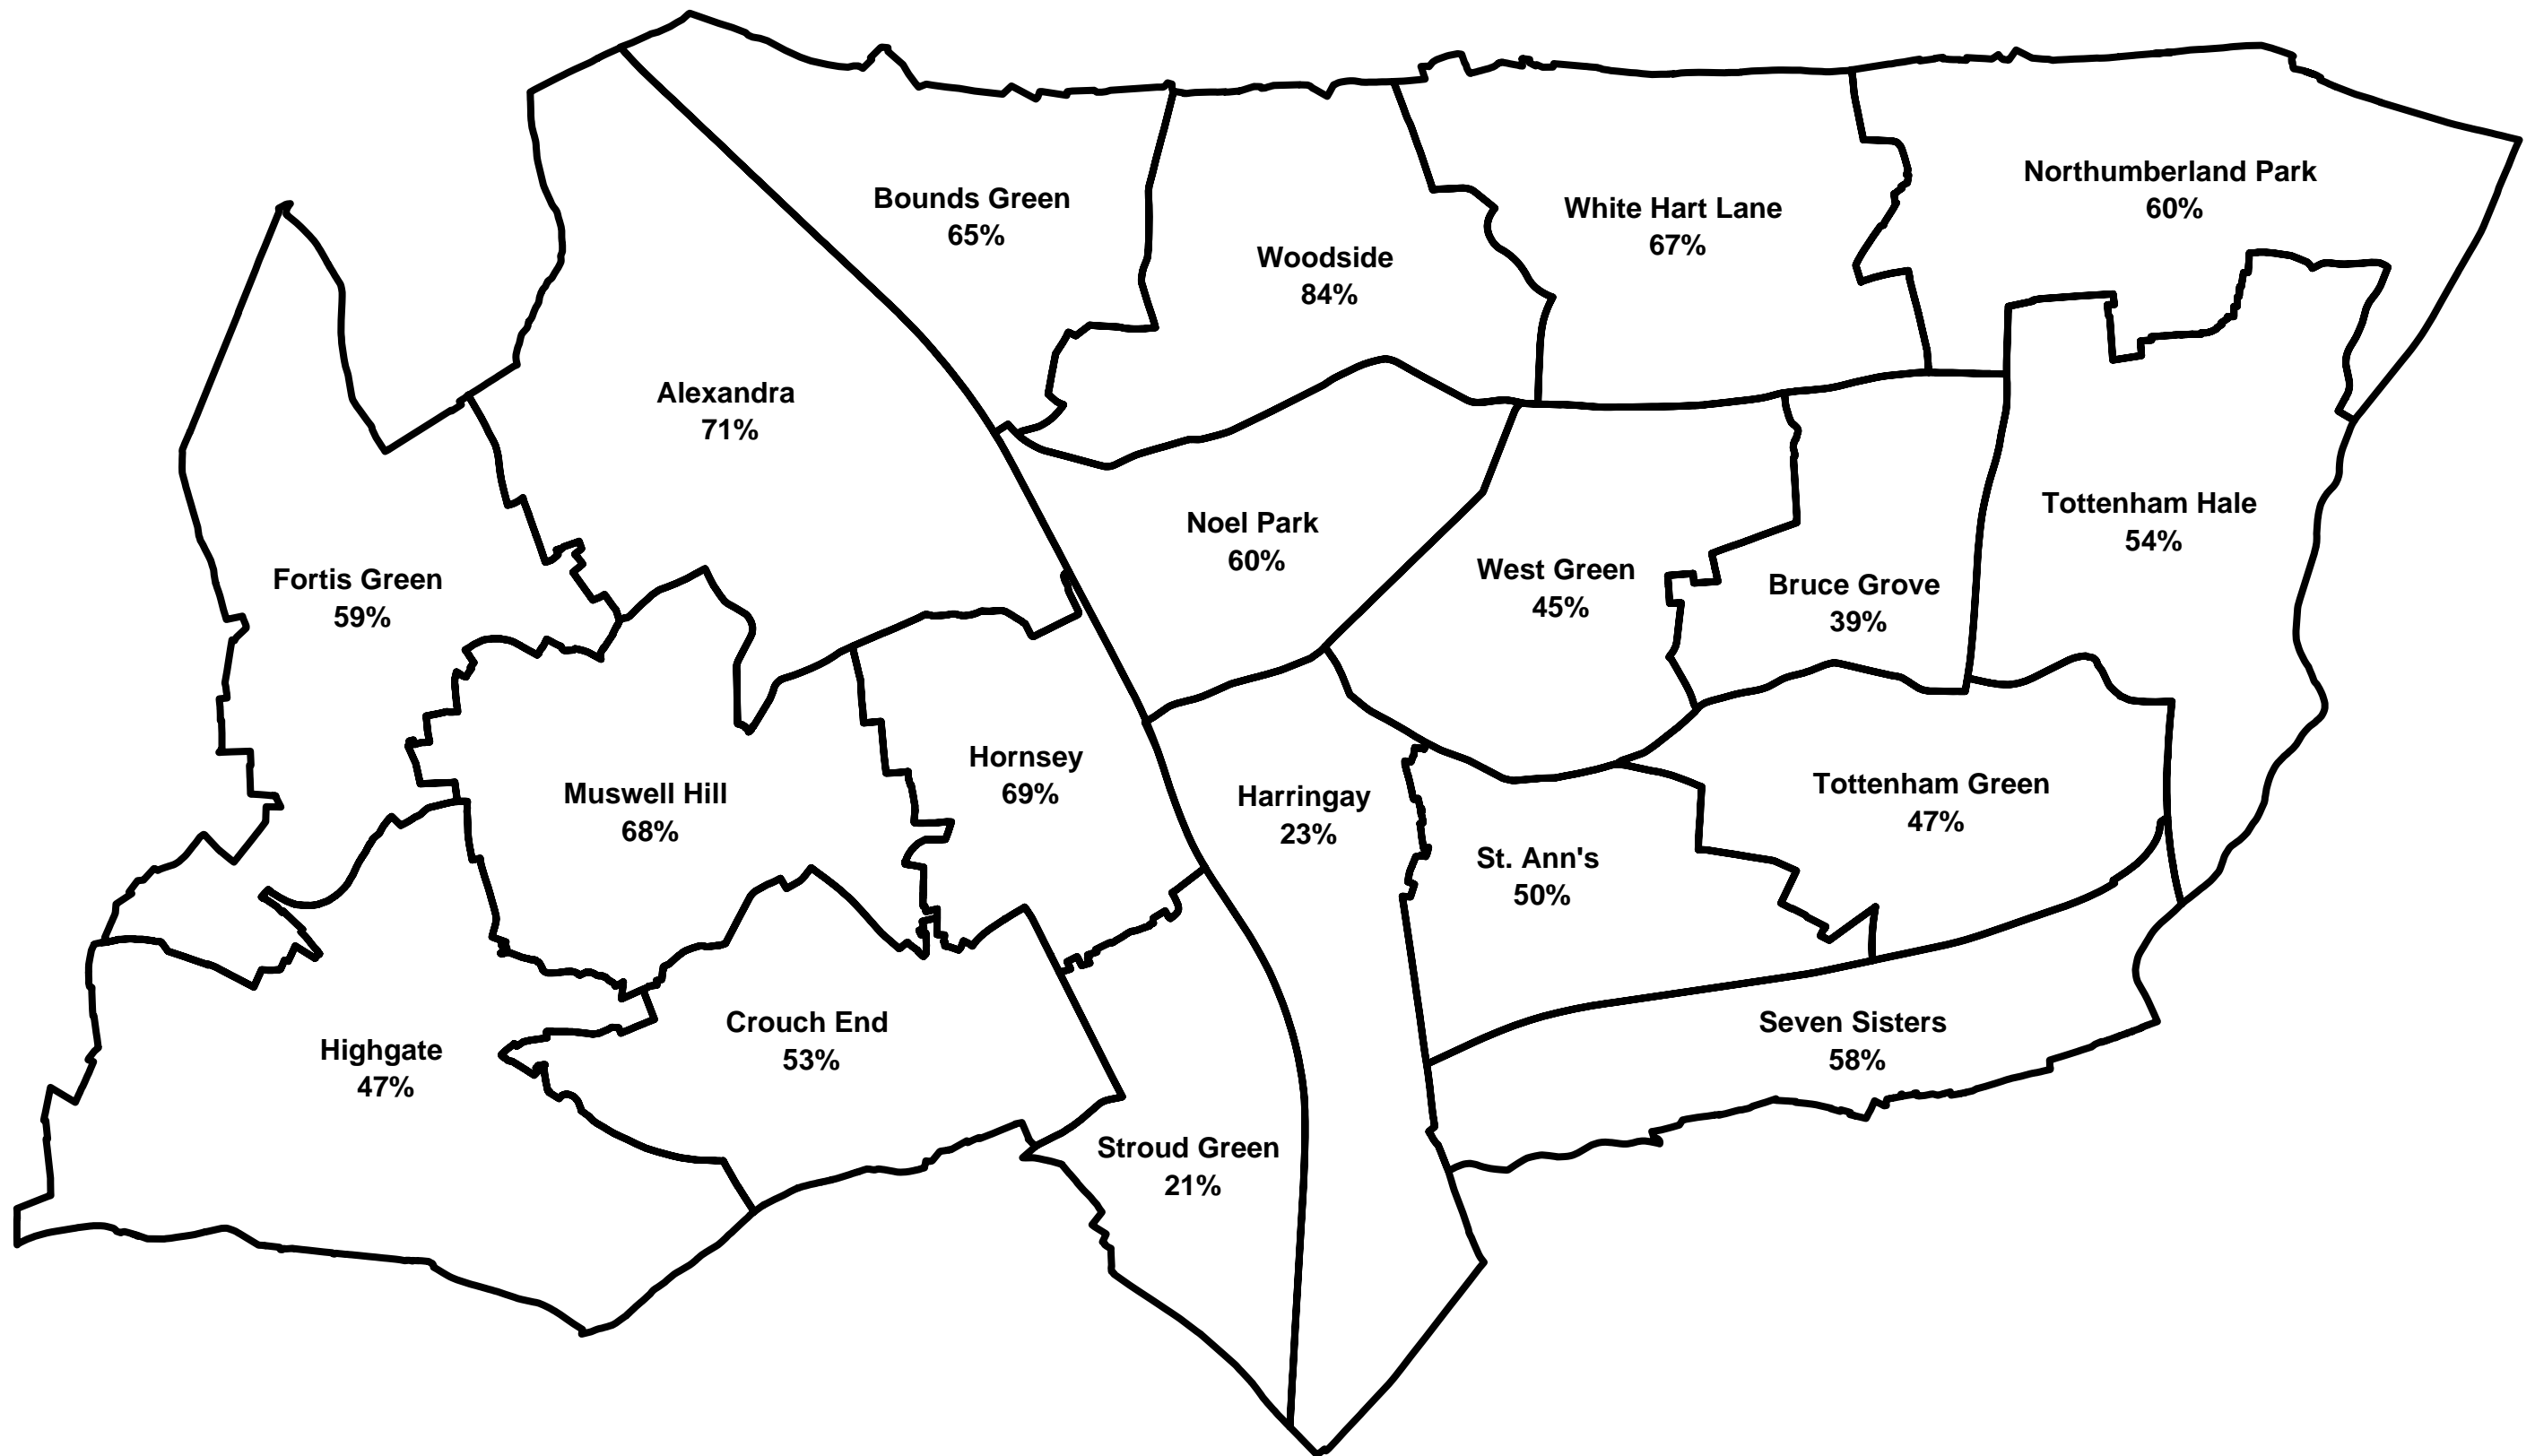 Northumberland Park
60%
Bounds Green
65%
White Hart Lane
67%
Woodside
84%
Alexandra
71%
Tottenham Hale
54%
Noel Park
60%
West Green
45%
Fortis Green
59%
Bruce Grove
39%
Hornsey
69%
Tottenham Green
47%
Muswell Hill
68%
Harringay
23%
St. Ann's
50%
Crouch End
53%
Seven Sisters
58%
Highgate
47%
Stroud Green
21%